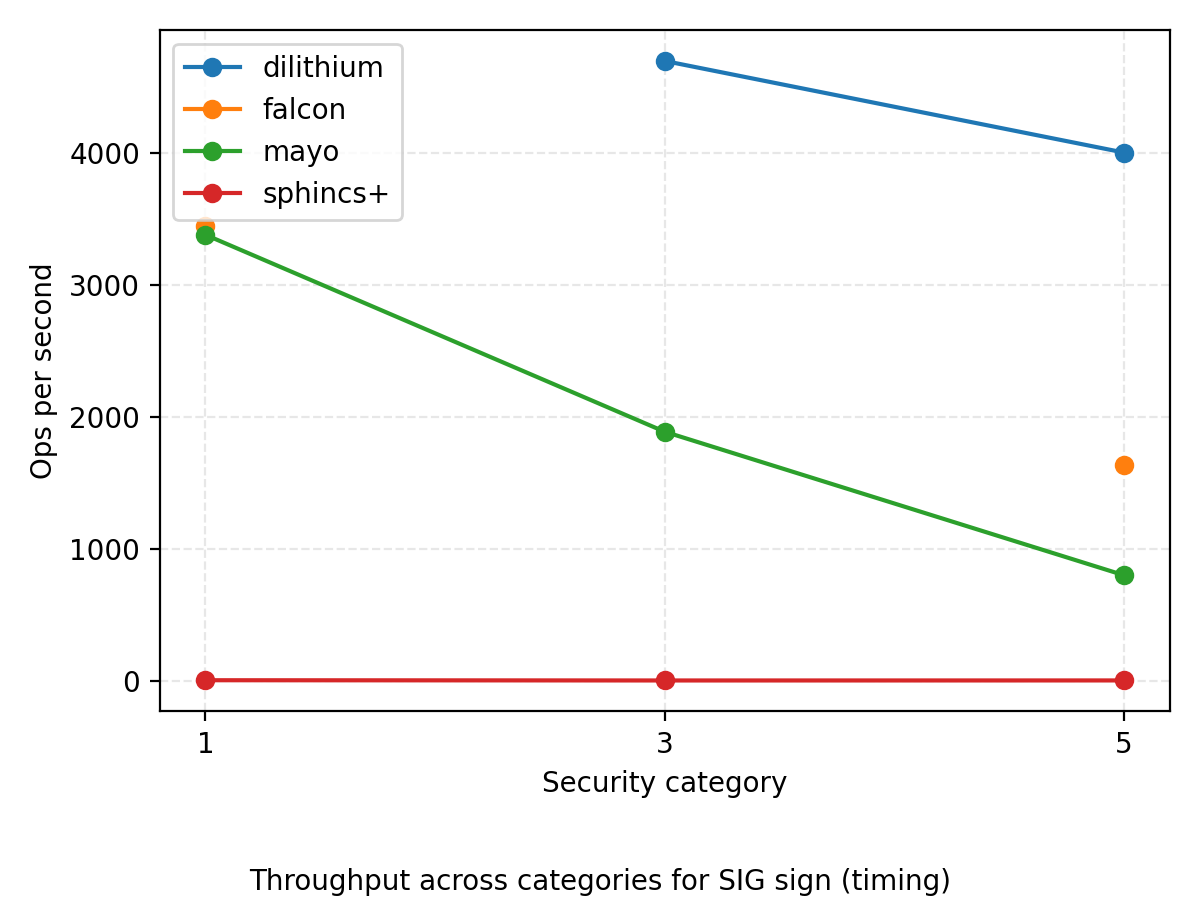 dilithium
falcon
mayo
sphincs+
4000
3000
2000
1000
0
Ops per second
1 3 5
Security category
Throughput across categories for SIG sign (timing)